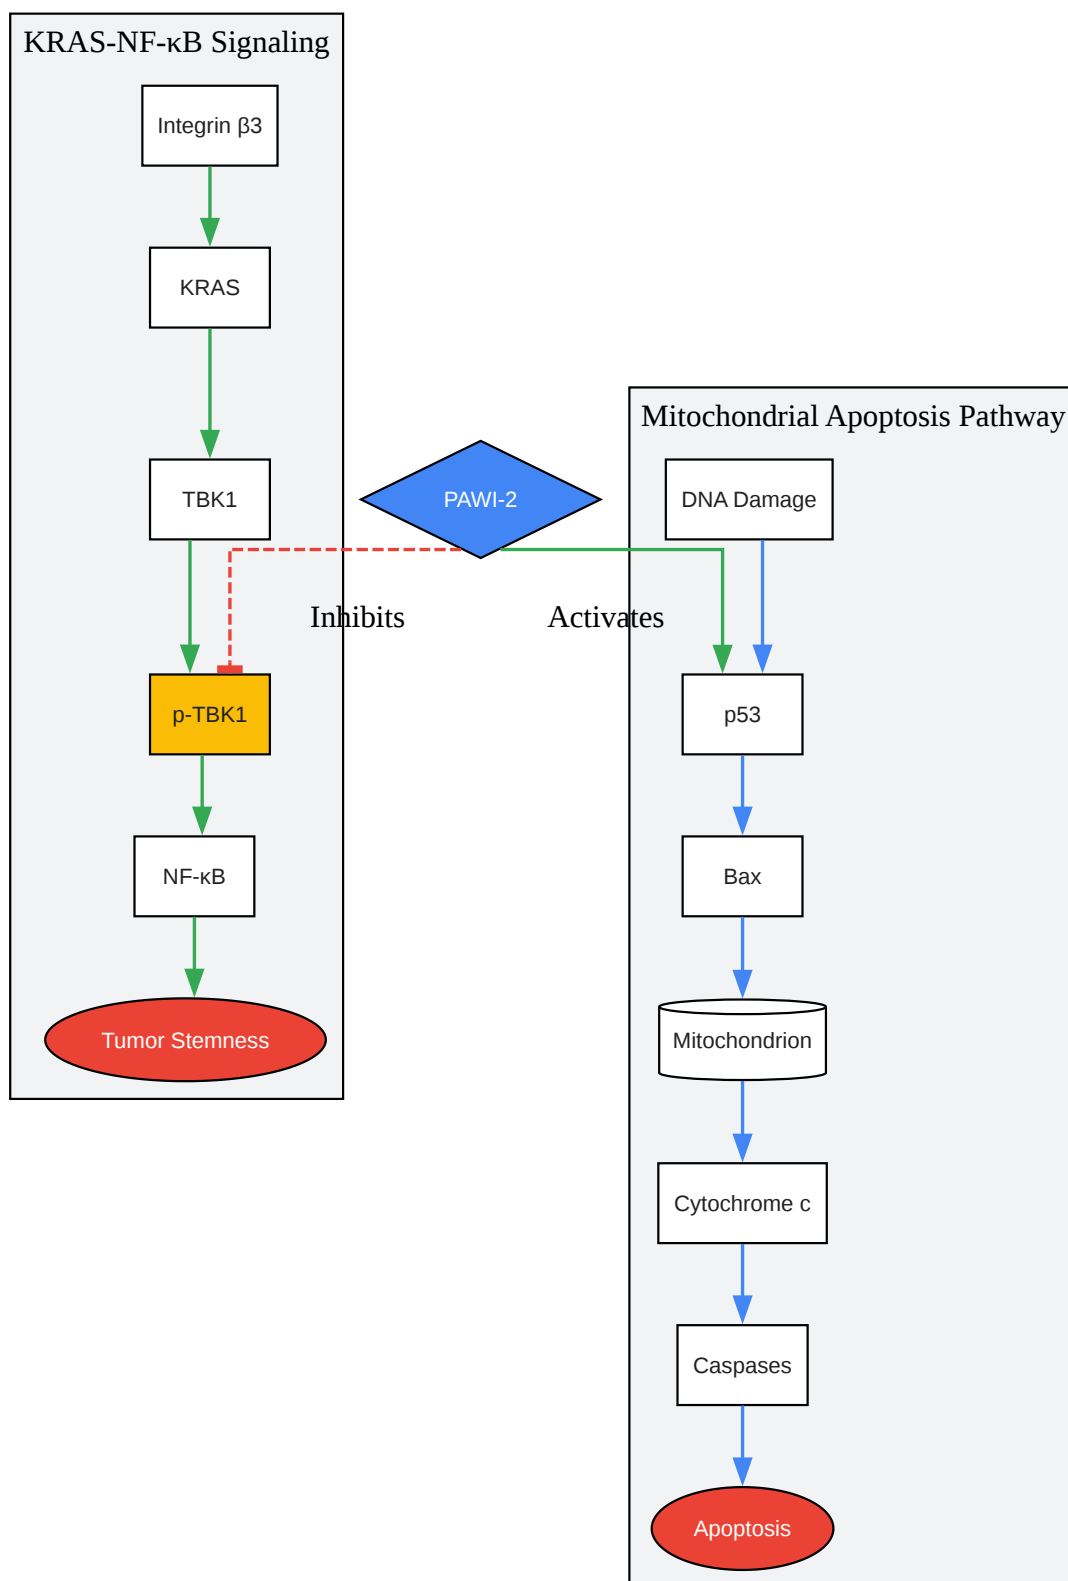 KRAS-NF-κB Signaling
Integrin β3
KRAS
TBK1
p-TBK1
NF-κB
Tumor Stemness
PAWI-2
Inhibits
Activates
Mitochondrial Apoptosis Pathway
DNA Damage
p53
Bax
Mitochondrion
Cytochrome c
Caspases
Apoptosis